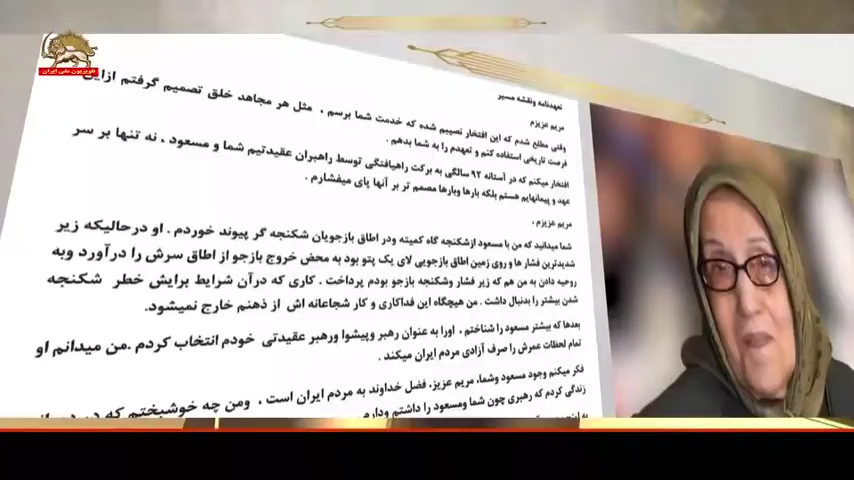 تلویزیون ملی ایران
تعهدنامه ونقشه مسیر
مریم عزیزم
وقتی مطلع شدم که این افتخار نصیبم شده که خدمت شما برسم ، مثل هر مجاهد خلق تصمیم گرفتم ازاین
فرصت تاریخی استفاده کنم و تعهدم را به شما بدهم .
افتخار میکنم که در آستانه ۹۲ سالگی به برکت راهیافتگی توسط راهبران عقیدتیم شما و مسعود ، نه تنها بر سر
عهد و پیمانهایم هستم بلکه بارها وبارها مصمم تر بر آنها پای میفشارم .
مریم عزیزم ،
شما میدانید که من با مسعود ازشکنجه گاه کمیته ودر اطاق بازجویان شکنجه گر پیوند خوردم . او درحالیکه زیر
شدیدترین فشار ها و روی زمین اطاق بازجویی لای یک پتو بود به محض خروج بازجو از اطاق سرش را درآورد وبه
روحیه دادن به من هم که زیر فشار وشکنجه بازجو بودم پرداخت . کاری که درآن شرایط برایش خطر شکنجه
شدن بیشتر را بدنبال داشت . من هیچگاه این فداکاری و کار شجاعانه اش از ذهنم خارج نمیشود.
بعدها که بیشتر مسعود را شناختم ، اورا به عنوان رهبر وپیشوا ورهبر عقیدتی خودم انتخاب کردم .من میدانم او
تمام لحظات عمرش را صرف آزادی مردم ایران میکند .
فکر میکنم وجود مسعود وشما، مریم عزیز، فضل خداوند به مردم ایران است ، ومن چه خوشبختم که در
زندگی کردم که رهبری چون شما ومسعود را داشتم ودارم